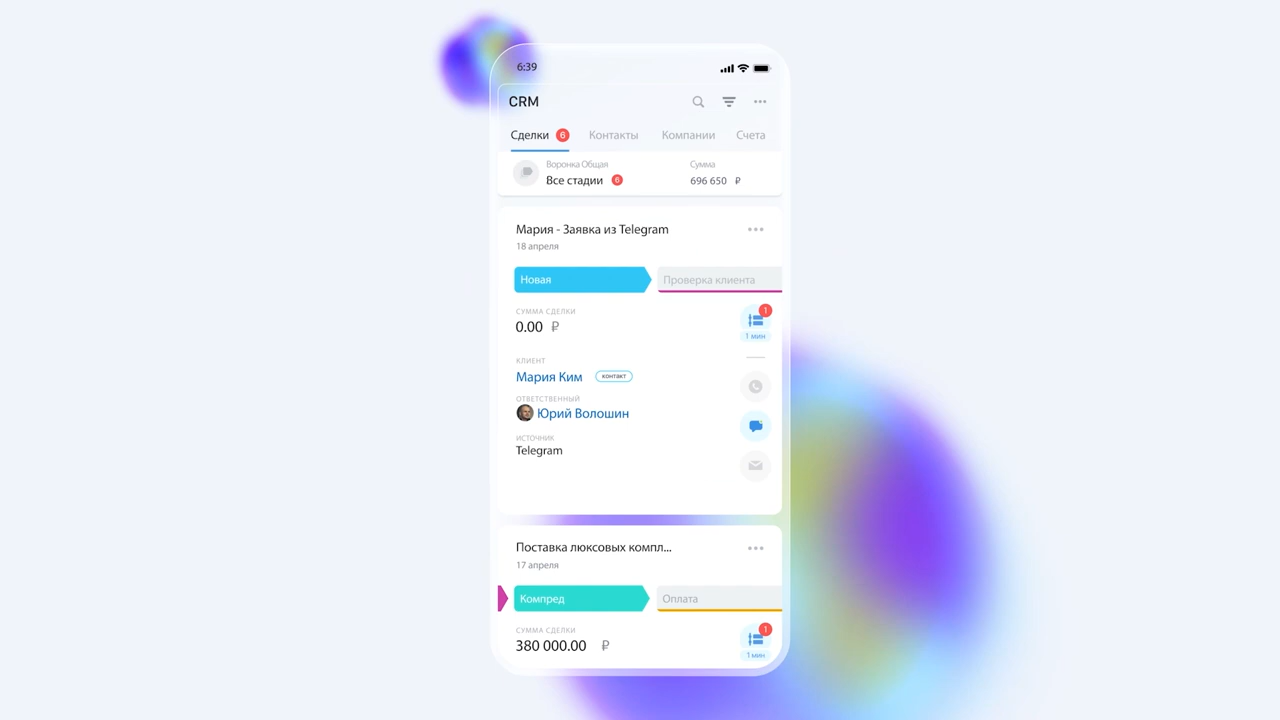 6:39
CRM
Сделки 6 Контакты Компании Счета
Воронка Общая Сумма
Все стадии 6 696 650 ₽
Мария - Заявка из Telegram
18 апреля
Новая Проверка клиента
СУММА СДЕЛКИ 1
0.00 ₽
1 мин
КЛИЕНТ
Мария Ким контакт
ОТВЕТСТВЕННЫЙ
Юрий Волошин
ИСТОЧНИК
Telegram
Поставка люксовых компл...
17 апреля
Компред Оплата
СУММА СДЕЛКИ 1
380 000.00 ₽
1 мин